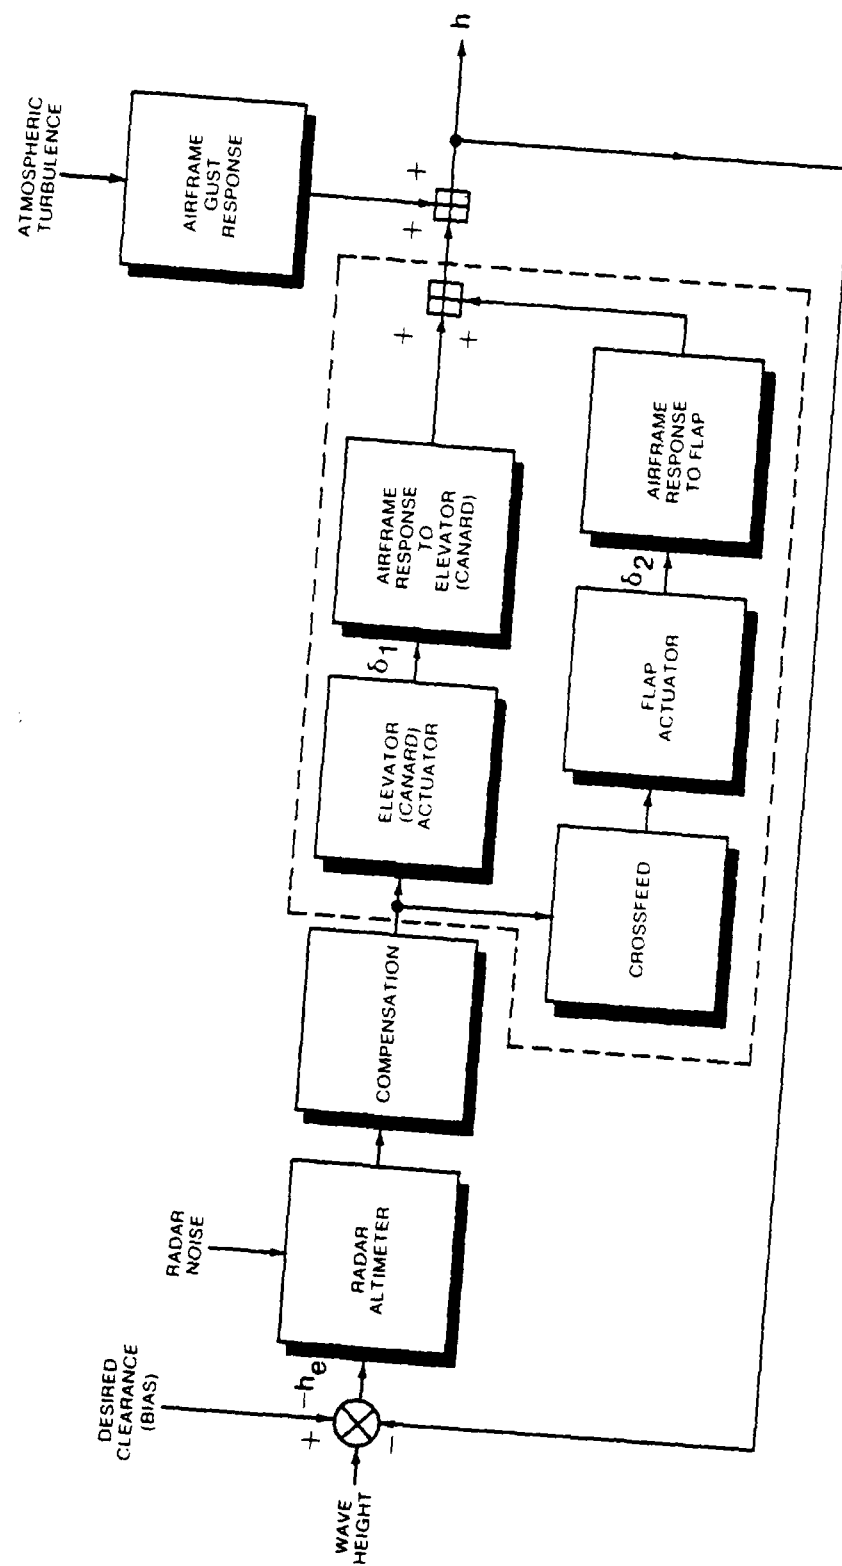 DESIRED
CLEARANCE
(BIAS)
WAVE
HEIGHT
+
-
-he
RADAR
NOISE
RADAR
ALTIMETER
COMPENSATION
ELEVATOR
(CANARD)
ACTUATOR
δ1
AIRFRAME
RESPONSE
TO
ELEVATOR
(CANARD)
CROSSFEED
FLAP
ACTUATOR
δ2
AIRFRAME
RESPONSE
TO FLAP
+
+
ATMOSPHERIC
TURBULENCE
AIRFRAME
GUST
RESPONSE
+
+
h